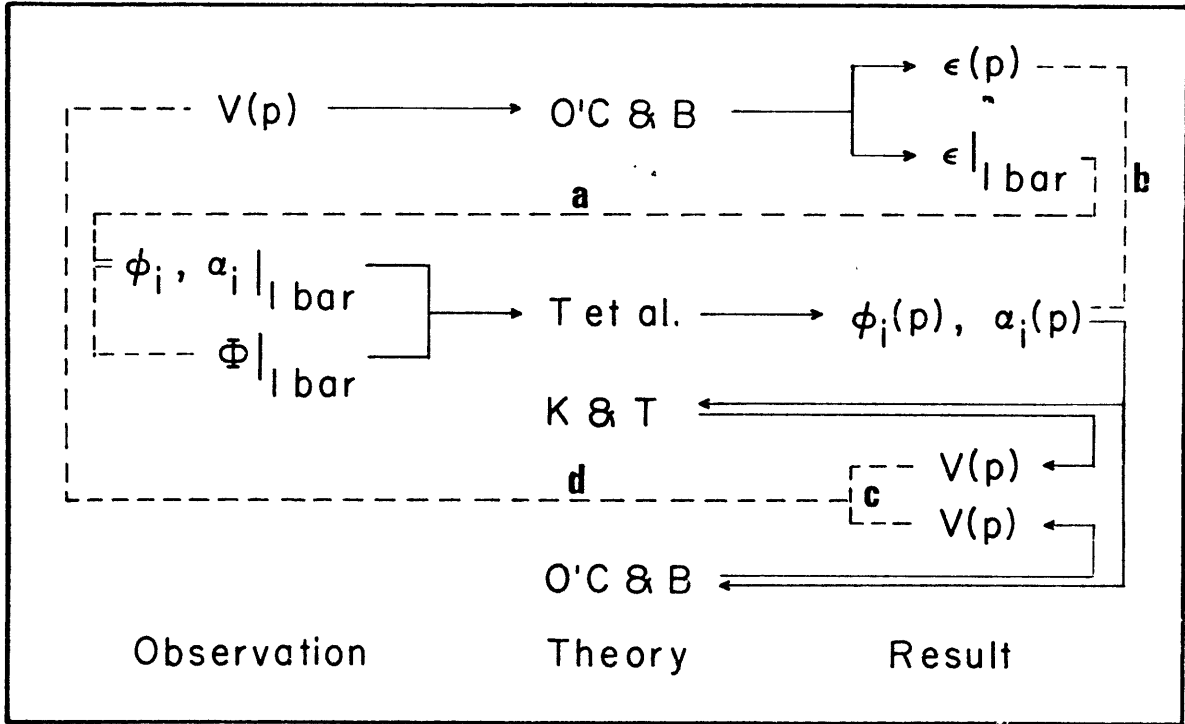 V(p) O'C & B ϵ(p)
ϵ|1 bar
a b
ϕi, αi|1 bar
T et al. ϕi(p), αi(p)
Φ|1 bar
K & T
V(p)
d c
V(p)
O'C & B
Observation Theory Result